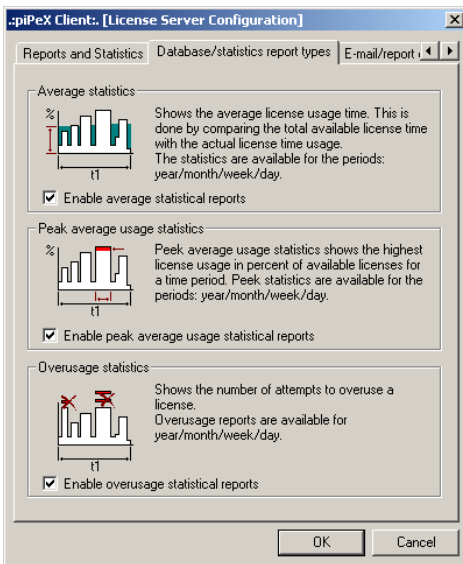 .:piPeX Client:. [License Server Configuration]
Reports and Statistics
Database/statistics report types
E-mail/report
Average statistics
%
t1
Shows the average license usage time. This is
done by comparing the total available license time
with the actual license time usage.
The statistics are available for the periods:
year/month/week/day.
Enable average statistical reports
Peak average usage statistics
%
t1
Peek average usage statistics shows the highest
license usage in percent of available licenses for
a time period. Peek statistics are available for the
periods: year/month/week/day.
Enable peak average usage statistical reports
Overusage statistics
t1
Shows the number of attempts to overuse a
license.
Overusage reports are available for
year/month/week/day.
Enable overusage statistical reports
OK
Cancel